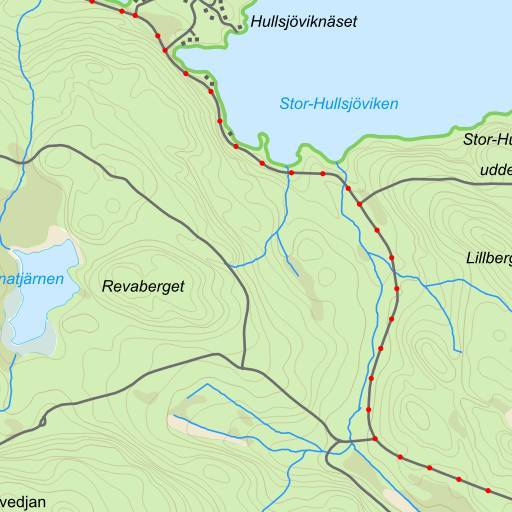 Hullsjöviknäset
Stor-Hullsjöviken
Stor-Hu
udde
Lillberg
natjärnen
Revaberget
vedjan